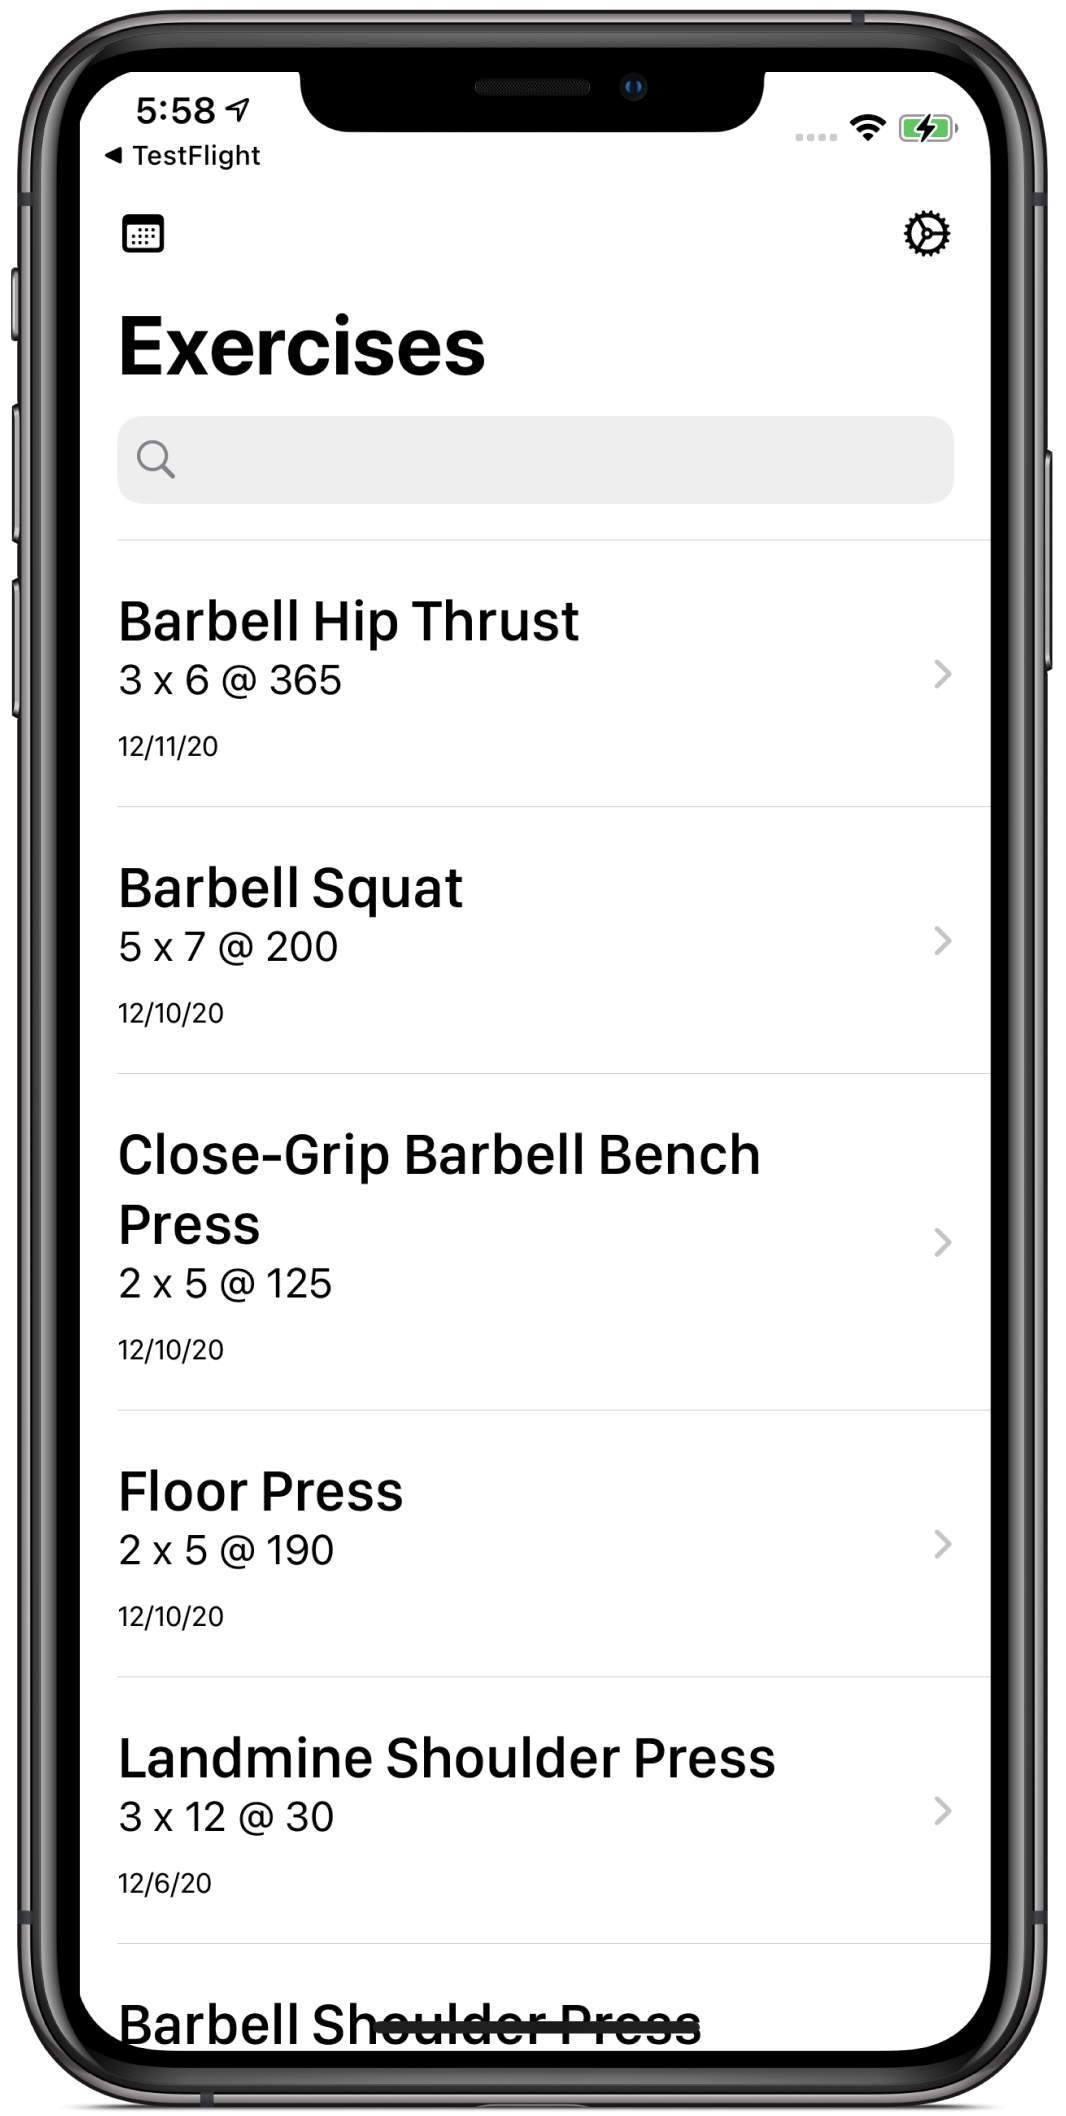 5:58
◀ TestFlight
Exercises
Barbell Hip Thrust
3 x 6 @ 365
12/11/20
Barbell Squat
5 x 7 @ 200
12/10/20
Close-Grip Barbell Bench
Press
2 x 5 @ 125
12/10/20
Floor Press
2 x 5 @ 190
12/10/20
Landmine Shoulder Press
3 x 12 @ 30
12/6/20
Barbell Shoulder Press